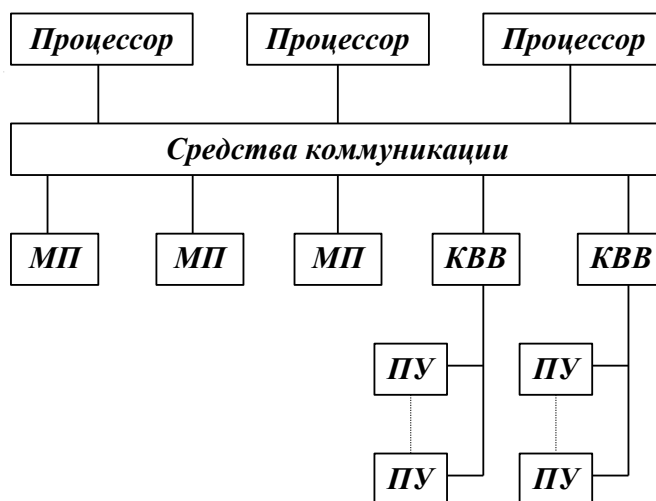 Процессор Процессор Процессор
Средства коммуникации
МП МП МП КВВ КВВ
ПУ ПУ
ПУ ПУ